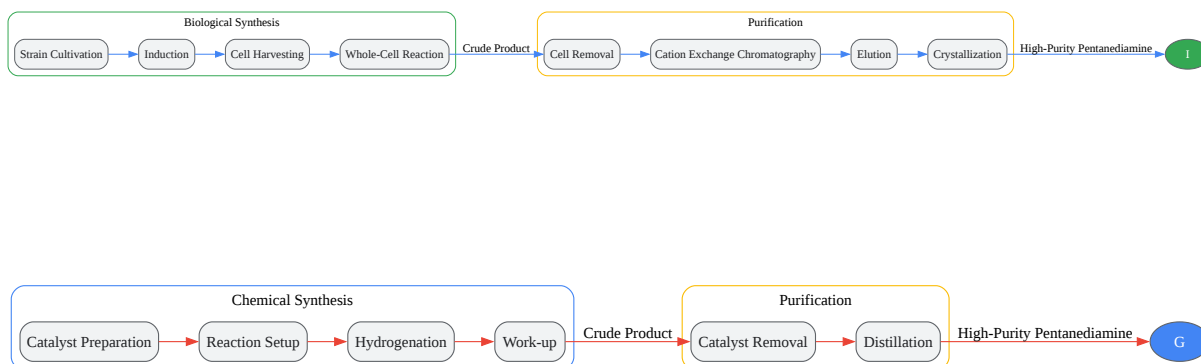 Biological Synthesis
Purification
Strain Cultivation
Induction
Cell Harvesting
Whole-Cell Reaction
Crude Product
Cell Removal
Cation Exchange Chromatography
Elution
Crystallization
High-Purity Pentanediamine
I
Chemical Synthesis
Purification
Catalyst Preparation
Reaction Setup
Hydrogenation
Work-up
Crude Product
Catalyst Removal
Distillation
High-Purity Pentanediamine
G